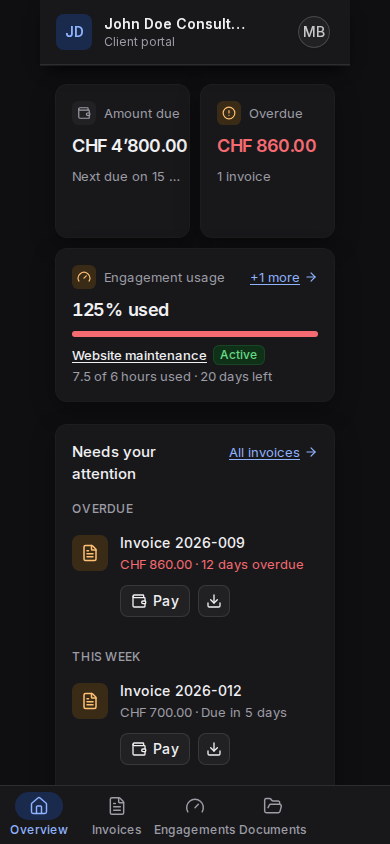 JD
John Doe Consult…
Client portal
MB
Amount due
CHF 4’800.00
Next due on 15 …
Overdue
CHF 860.00
1 invoice
Engagement usage
+1 more
125% used
Website maintenance Active
7.5 of 6 hours used · 20 days left
Needs your
attention
All invoices
OVERDUE
Invoice 2026-009
CHF 860.00 · 12 days overdue
Pay
THIS WEEK
Invoice 2026-012
CHF 700.00 · Due in 5 days
Pay
Overview Invoices Engagements Documents